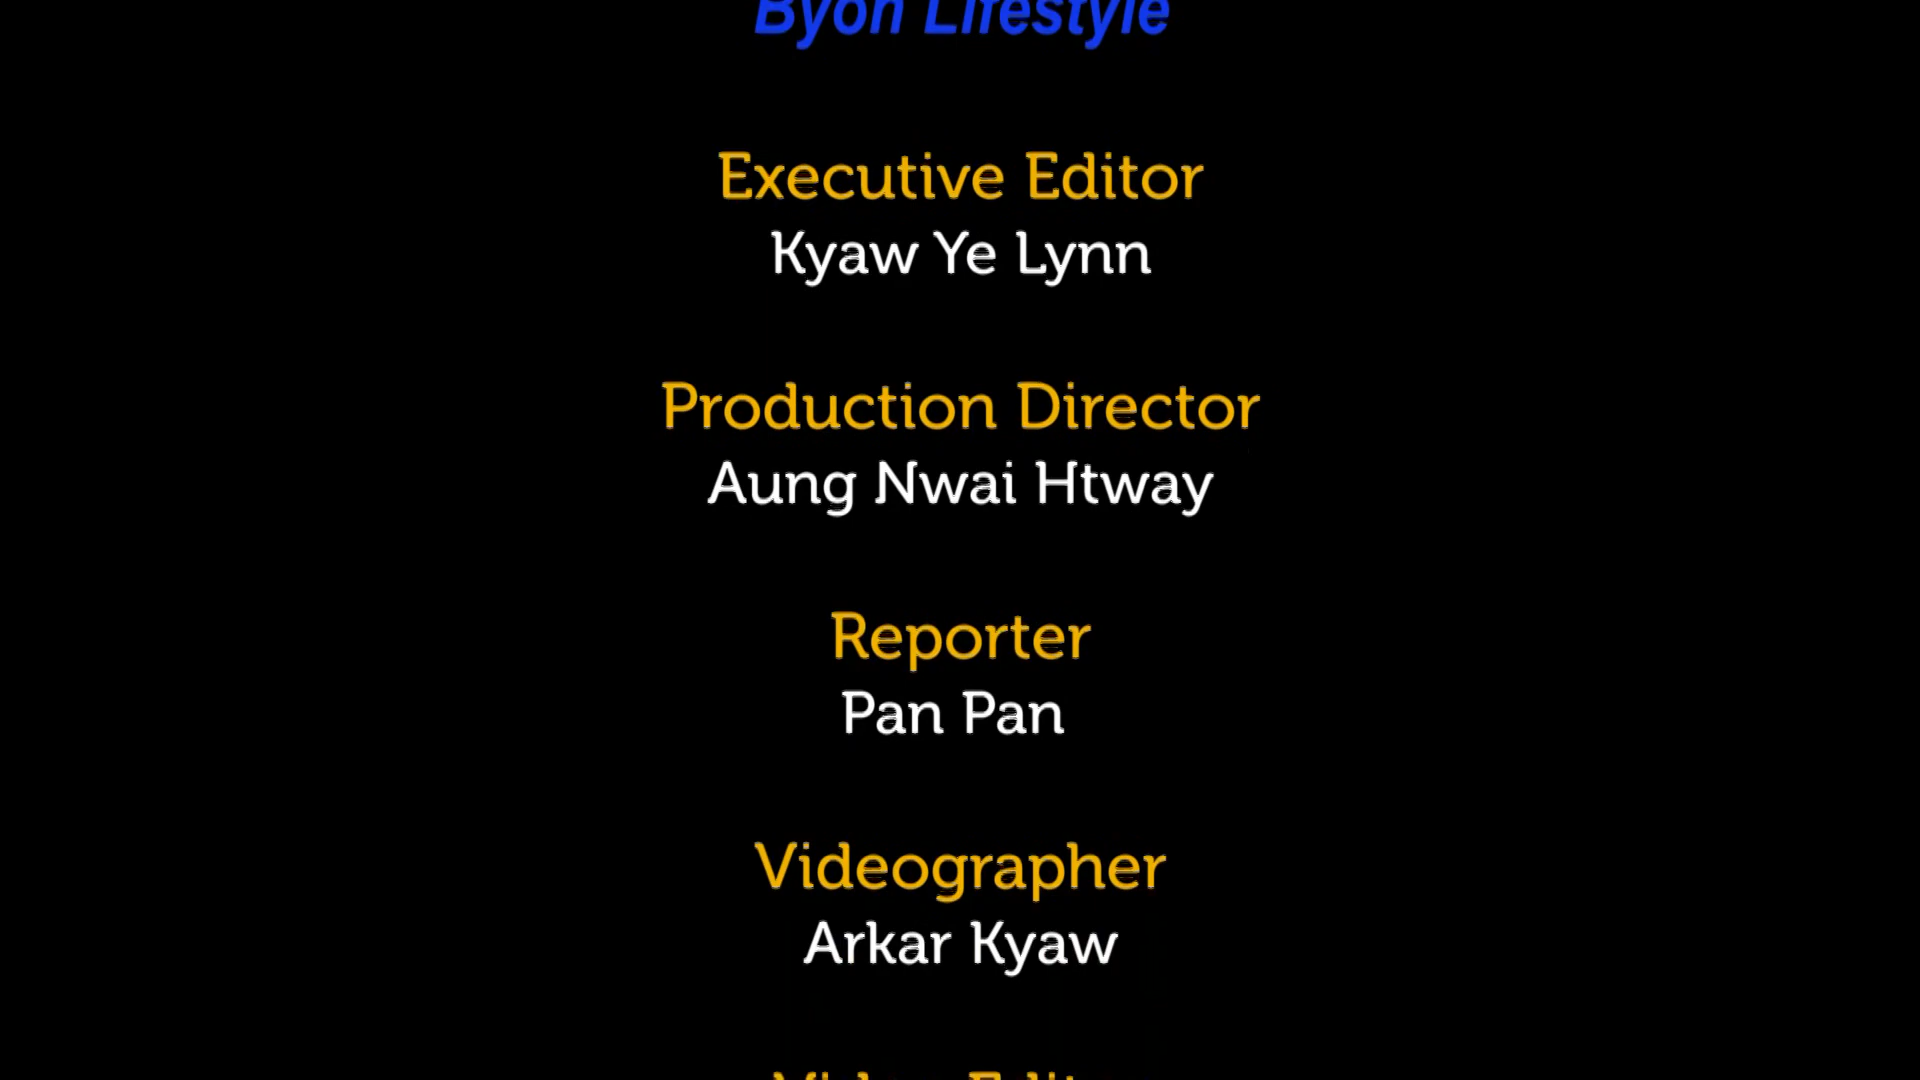 Byon Lifestyle
Executive Editor
Kyaw Ye Lynn
Production Director
Aung Nwai Htway
Reporter
Pan Pan
Videographer
Arkar Kyaw